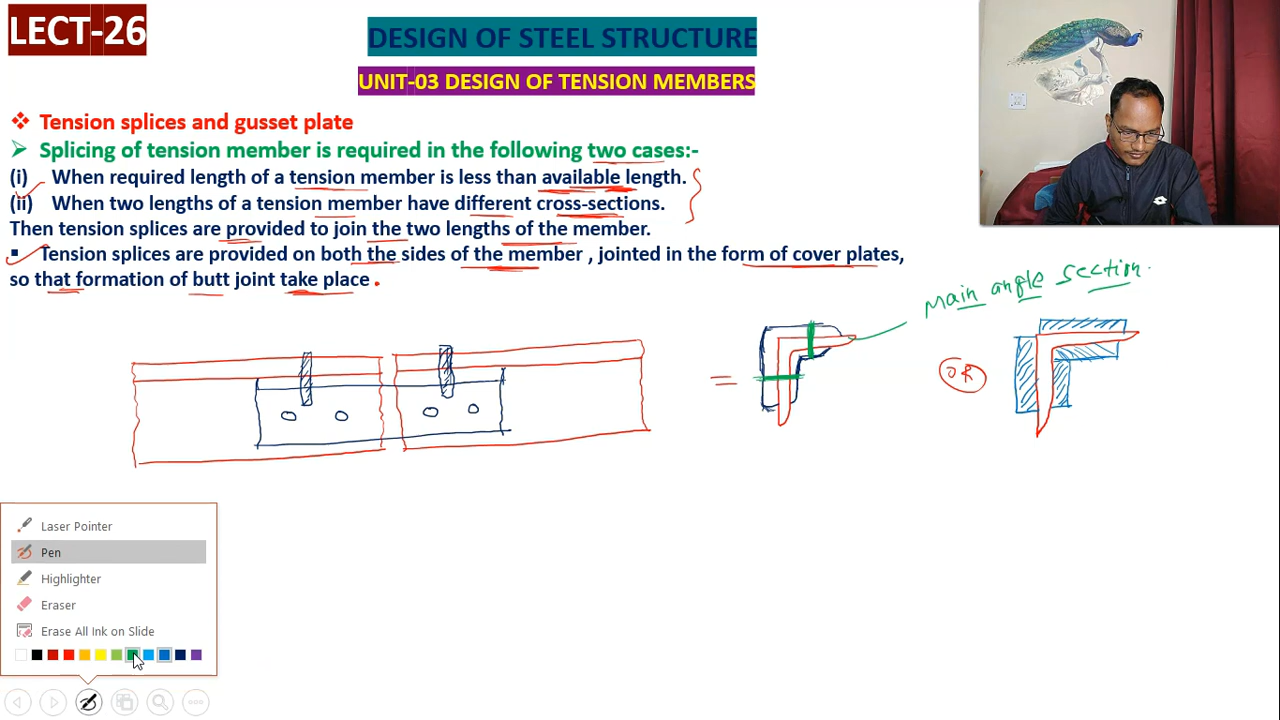 LECT-26
DESIGN OF STEEL STRUCTURE
UNIT-03 DESIGN OF TENSION MEMBERS
❖ Tension splices and gusset plate
➤ Splicing of tension member is required in the following two cases:-
(i) When required length of a tension member is less than available length.
(ii) When two lengths of a tension member have different cross-sections.
Then tension splices are provided to join the two lengths of the member.
▪ Tension splices are provided on both the sides of the member , jointed in the form of cover plates,
so that formation of butt joint take place .
Main angle section.
=
OR
Laser Pointer
Pen
Highlighter
Eraser
Erase All Ink on Slide